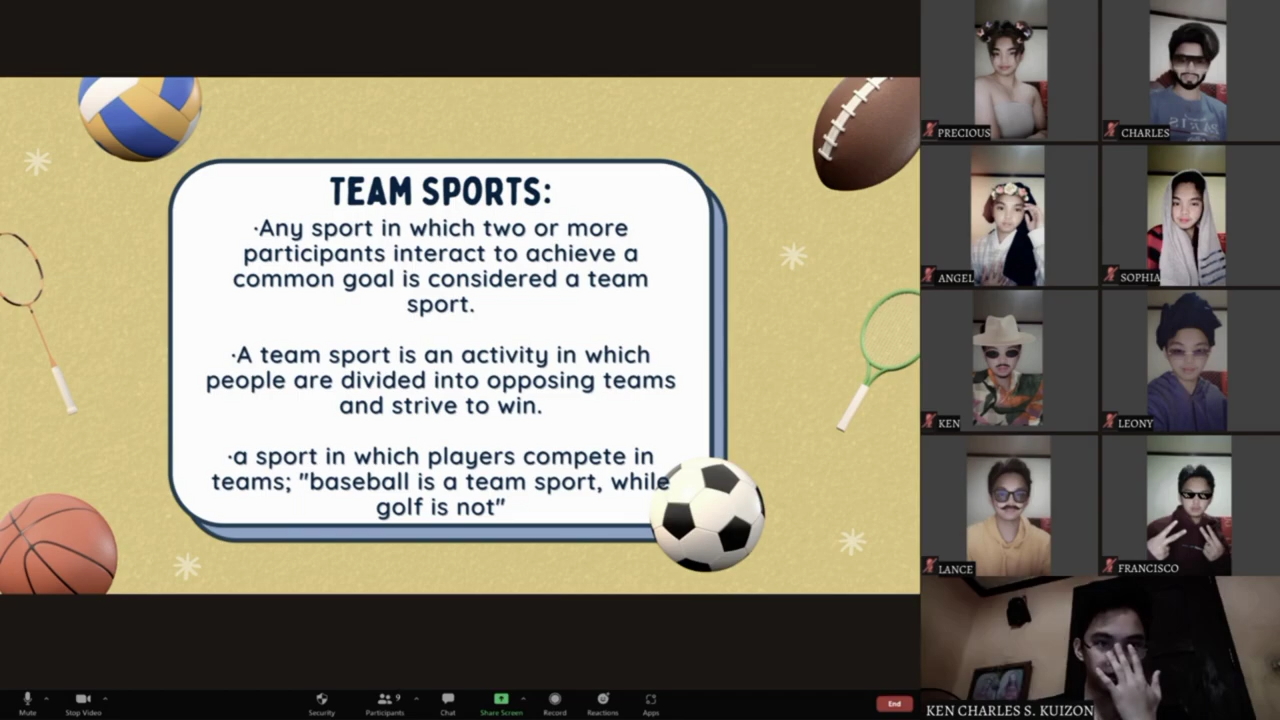 TEAM SPORTS:
·Any sport in which two or more
participants interact to achieve a
common goal is considered a team
sport.
·A team sport is an activity in which
people are divided into opposing teams
and strive to win.
·a sport in which players compete in
teams; "baseball is a team sport, while
golf is not"
PRECIOUS
CHARLES
ANGEL
SOPHIA
KEN
LEONY
LANCE
FRANCISCO
KEN CHARLES S. KUIZON
Mute
Stop Video
Security
Participants
9
Chat
Share Screen
Record
Reactions
Apps
End